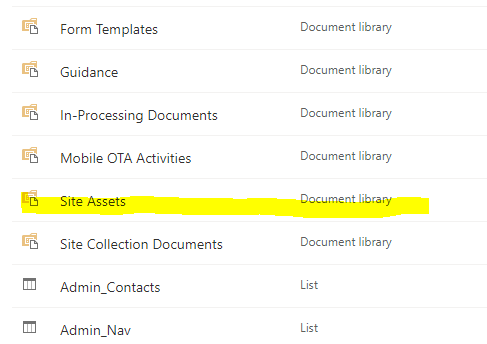 Form Templates Document library
Guidance Document library
In-Processing Documents Document library
Mobile OTA Activities Document library
Site Assets Document library
Site Collection Documents Document library
Admin_Contacts List
Admin_Nav List